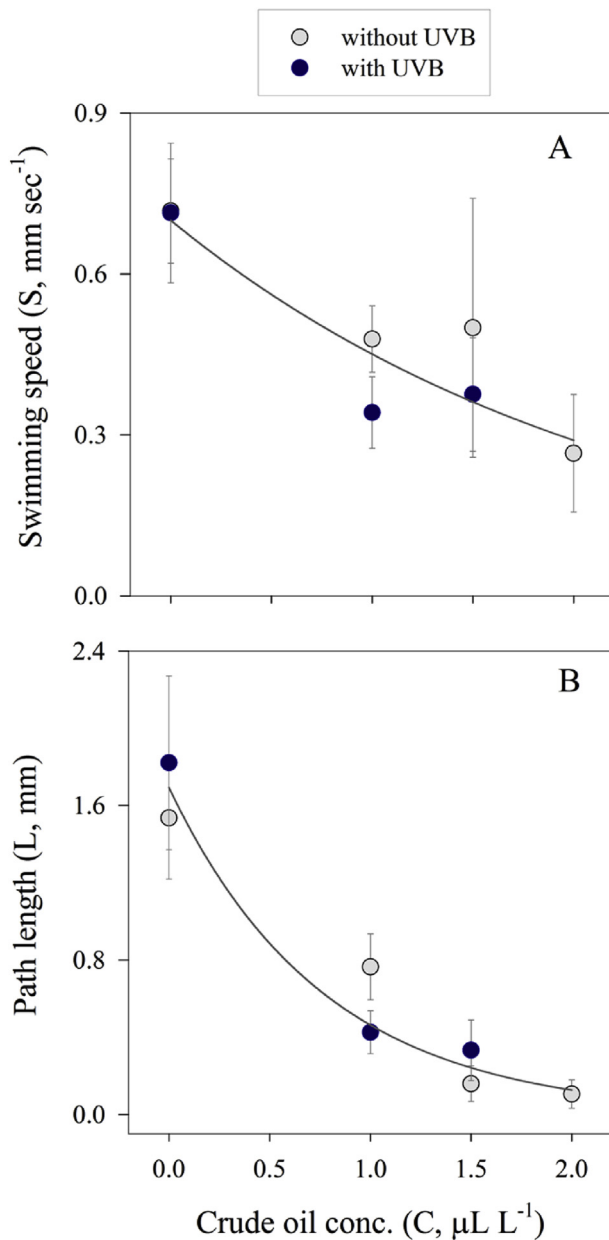 without UVB
with UVB
A
0.9
0.6
0.3
0.0
Swimming speed (S, mm sec⁻¹)
B
2.4
1.6
0.8
0.0
Path length (L, mm)
0.0 0.5 1.0 1.5 2.0
Crude oil conc. (C, μL L⁻¹)